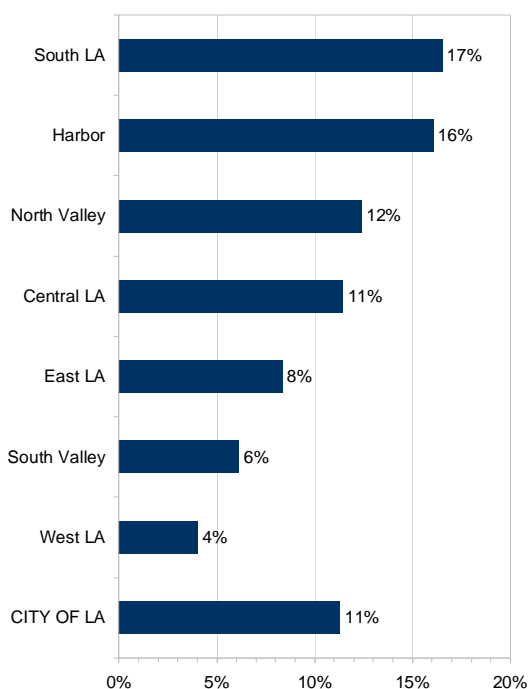 South LA 17%
Harbor 16%
North Valley 12%
Central LA 11%
East LA 8%
South Valley 6%
West LA 4%
CITY OF LA 11%
0% 5% 10% 15% 20%